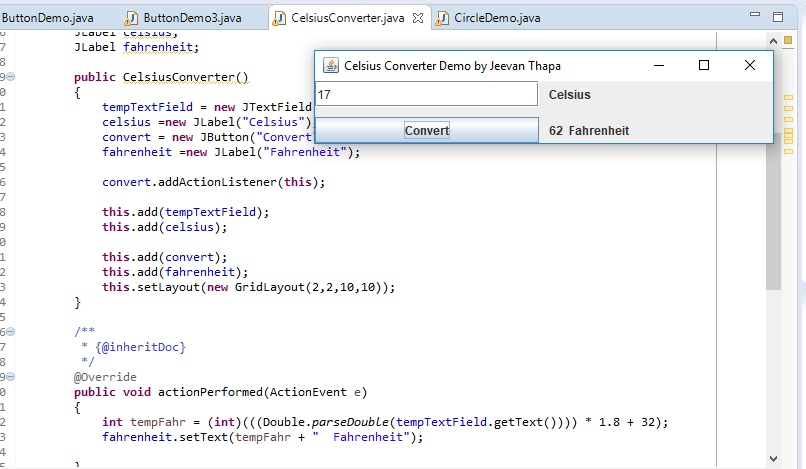 ButtonDemo.java ButtonDemo3.java CelsiusConverter.java CircleDemo.java
JLabel celsius;
JLabel fahrenheit;
public CelsiusConverter()
{
tempTextField = new JTextField
celsius =new JLabel("Celsius")
convert = new JButton("Convert
fahrenheit =new JLabel("Fahrenheit");
convert.addActionListener(this);
this.add(tempTextField);
this.add(celsius);
this.add(convert);
this.add(fahrenheit);
this.setLayout(new GridLayout(2,2,10,10));
}
/**
* {@inheritDoc}
*/
@Override
public void actionPerformed(ActionEvent e)
{
int tempFahr = (int)(((Double.parseDouble(tempTextField.getText()))) * 1.8 + 32);
fahrenheit.setText(tempFahr + "  Fahrenheit");
}
Celsius Converter Demo by Jeevan Thapa
17 Celsius
Convert 62 Fahrenheit